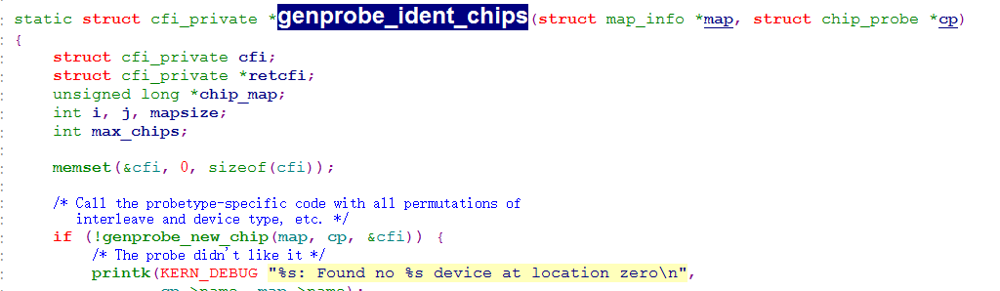 static struct cfi_private *genprobe_ident_chips(struct map_info *map, struct chip_probe *cp)
{
struct cfi_private cfi;
struct cfi_private *retcfi;
unsigned long *chip_map;
int i, j, mapsize;
int max_chips;
memset(&cfi, 0, sizeof(cfi));
/* Call the probetype-specific code with all permutations of
interleave and device type, etc. */
if (!genprobe_new_chip(map, cp, &cfi)) {
/* The probe didn't like it */
printk(KERN_DEBUG "%s: Found no %s device at location zero\n",
cp->name, map->name);